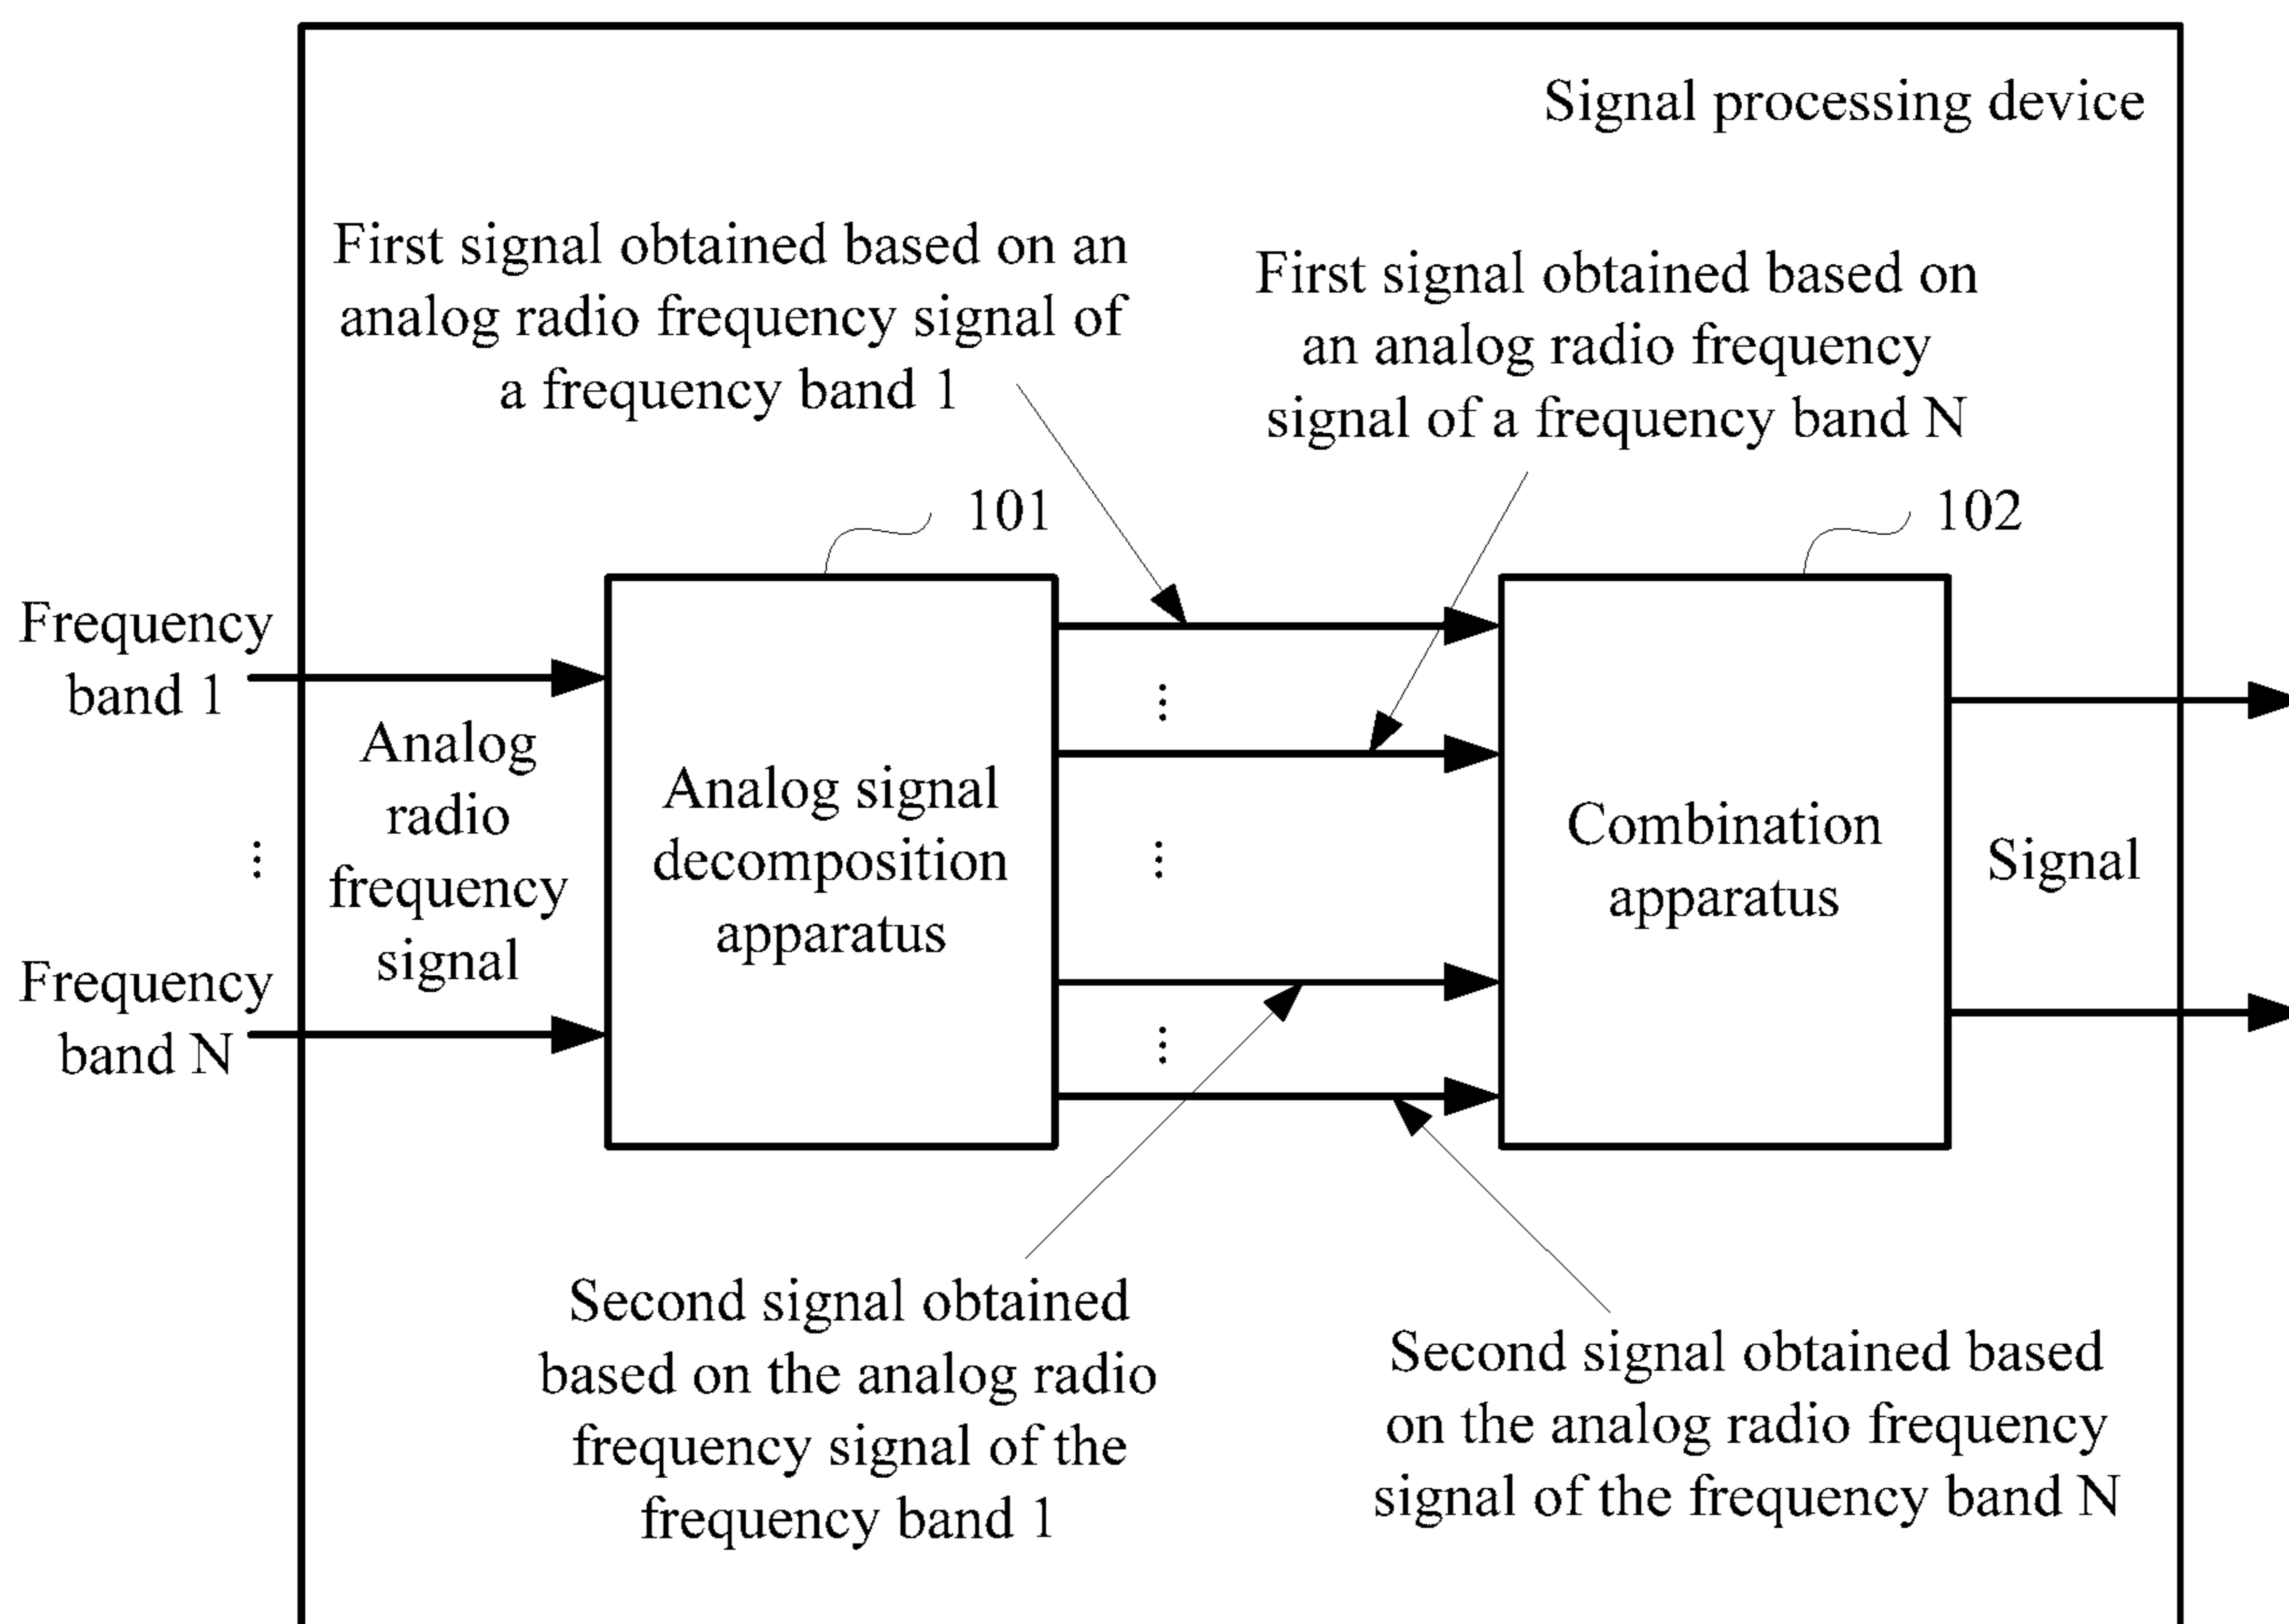 Signal processing device
First signal obtained based on an
analog radio frequency signal of
a frequency band 1
First signal obtained based on
an analog radio frequency
signal of a frequency band N
101
102
Frequency
band 1
Analog
radio
frequency
signal
Frequency
band N
Analog signal
decomposition
apparatus
Combination
apparatus
Signal
Second signal obtained
based on the analog radio
frequency signal of the
frequency band 1
Second signal obtained based
on the analog radio frequency
signal of the frequency band N